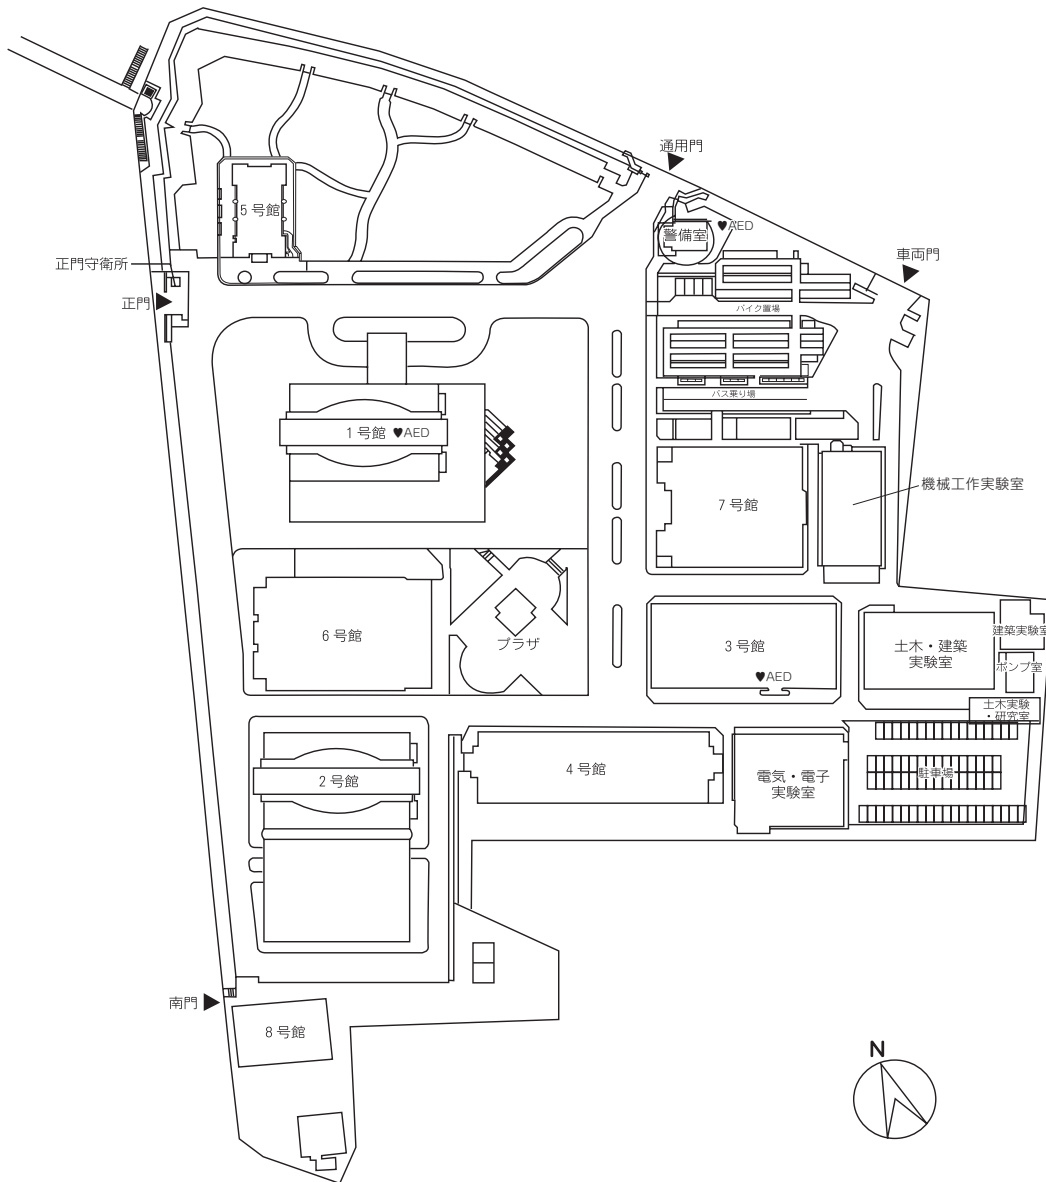 通用門
5 号館
警備室
♥AED
車両門
正門守衛所
正門
バイク置場
バス乗り場
1 号館 ♥AED
7 号館
機械工作実験室
6 号館
プラザ
3 号館
♥AED
土木・建築
実験室
建築実験室
ポンプ室
土木実験
・研究室
4 号館
2 号館
電気・電子
実験室
駐車場
南門
8 号館
N